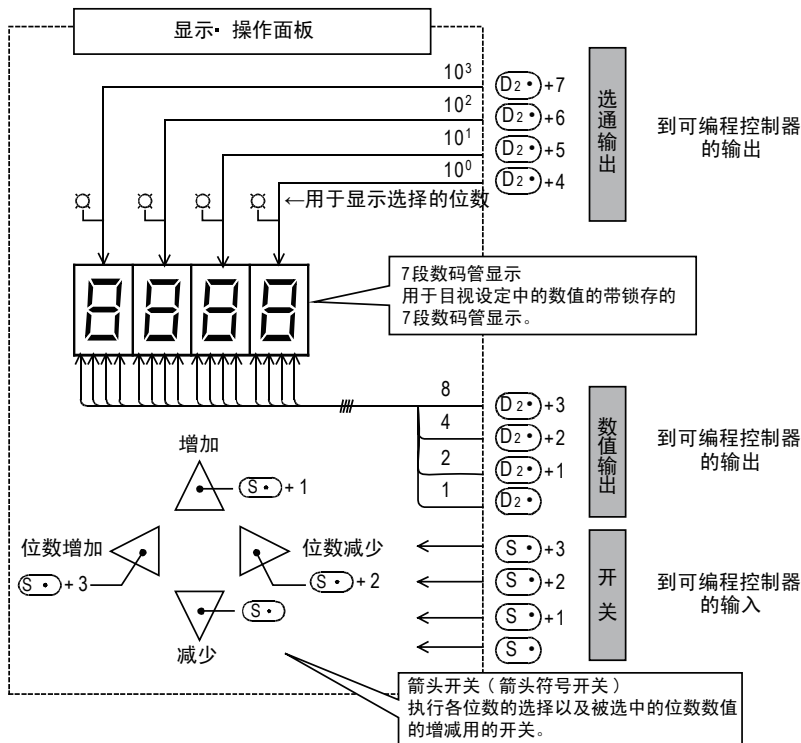 显示· 操作面板
10³ D2·+7
10² D2·+6
10¹ D2·+5
10⁰ D2·+4
选通输出
到可编程控制器
的输出
←用于显示选择的位数
7段数码管显示
用于目视设定中的数值的带锁存的
7段数码管显示。
8 D2·+3
4 D2·+2
2 D2·+1
1 D2·
数值输出
到可编程控制器
的输出
增加
S·+1
位数增加
S·+3
位数减少
S·+2
S·
减少
S·+3
S·+2
S·+1
S·
开关
到可编程控制器
的输入
箭头开关(箭头符号开关)
执行各位数的选择以及被选中的位数数值
的增减用的开关。